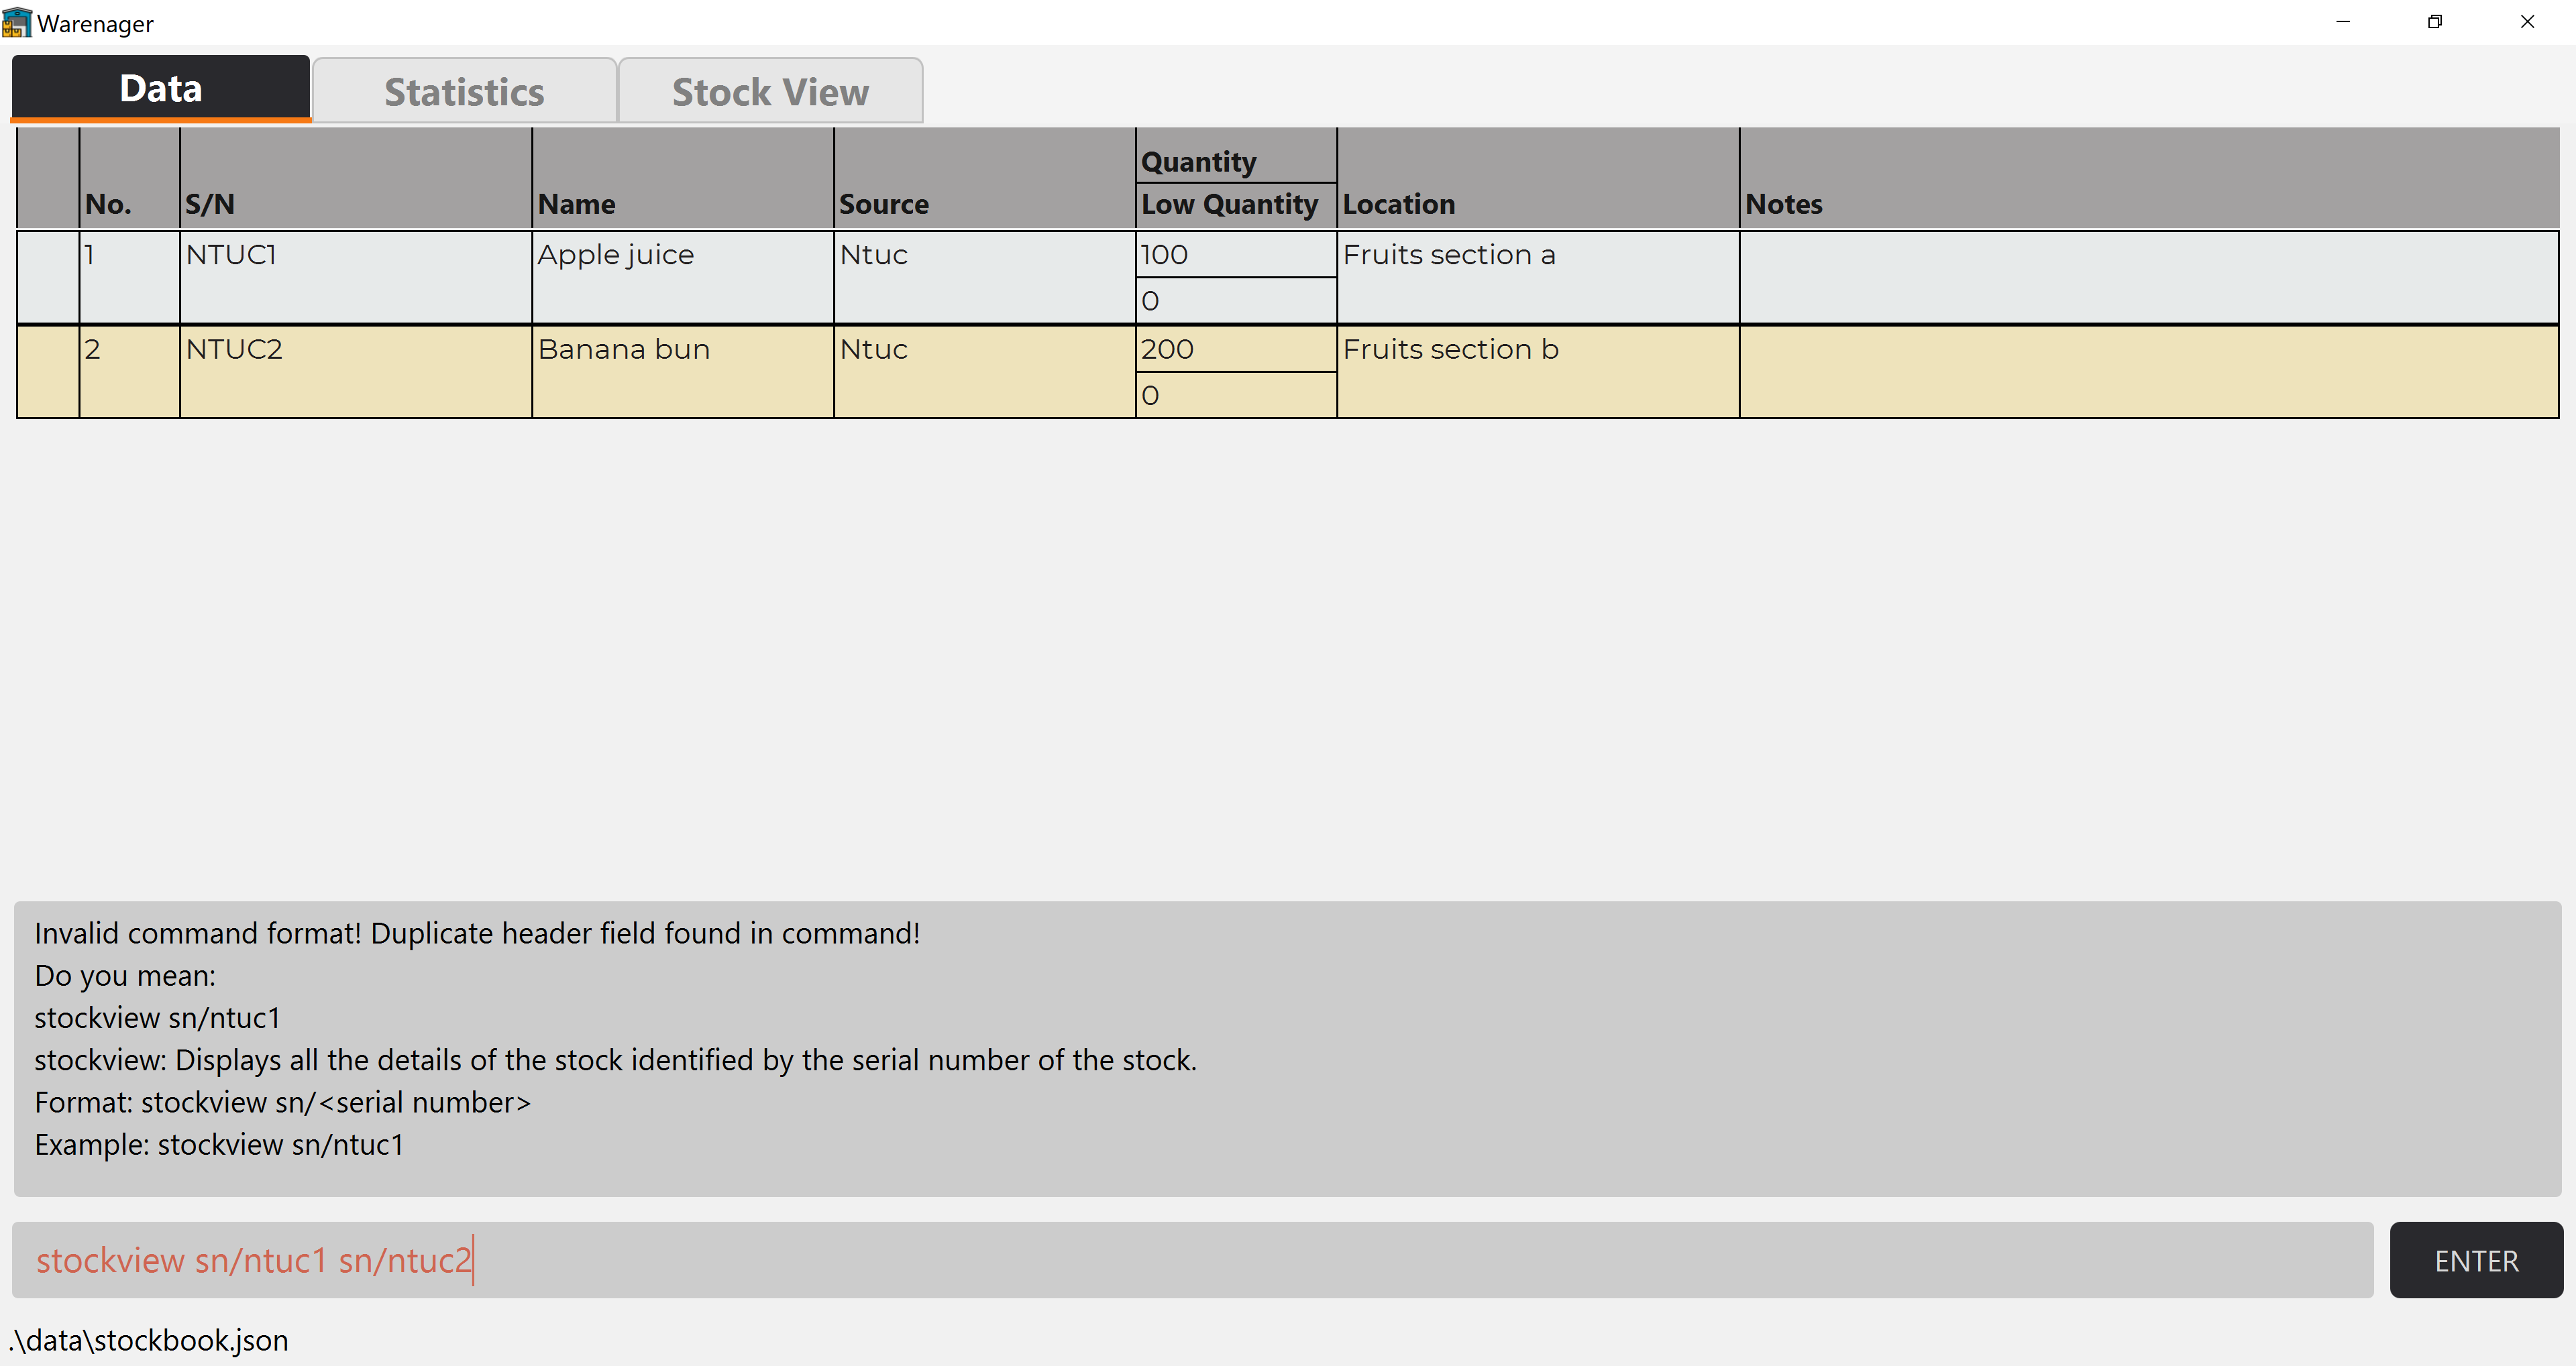 Warenager
Data Statistics Stock View
No. S/N Name Source Quantity Low Quantity Location Notes
1 NTUC1 Apple juice Ntuc 100 Fruits section a
0
2 NTUC2 Banana bun Ntuc 200 Fruits section b
0
Invalid command format! Duplicate header field found in command!
Do you mean:
stockview sn/ntuc1
stockview: Displays all the details of the stock identified by the serial number of the stock.
Format: stockview sn/<serial number>
Example: stockview sn/ntuc1
stockview sn/ntuc1 sn/ntuc2
ENTER
.\data\stockbook.json